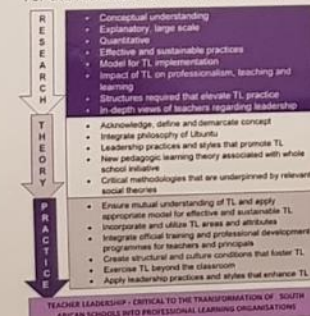 RESEARCH
• Conceptual understanding
• Explanatory, large scale
• Quantitative
• Effective and sustainable practices
• Model for TL implementation
• Impact of TL on professionalism, teaching and
learning
• Structures required that elevate TL practice
• In-depth views of teachers regarding leadership
THEORY
• Acknowledge, define and demarcate concept
• Integrate philosophy of Ubuntu
• Leadership practices and styles that promote TL
• New pedagogic learning theory associated with whole
school initiative
• Critical methodologies that are underpinned by relevant
social theories
PRACTICE
• Ensure mutual understanding of TL and apply
appropriate model for effective and sustainable TL
• Incorporate and utilize TL areas and attributes
• Integrate official training and professional development
programmes for teachers and principals
• Create structural and culture conditions that foster TL
• Exercise TL beyond the classroom
• Apply leadership practices and styles that enhance TL
TEACHER LEADERSHIP : CRITICAL TO THE TRANSFORMATION OF SOUTH
AFRICAN SCHOOLS INTO PROFESSIONAL LEARNING ORGANISATIONS